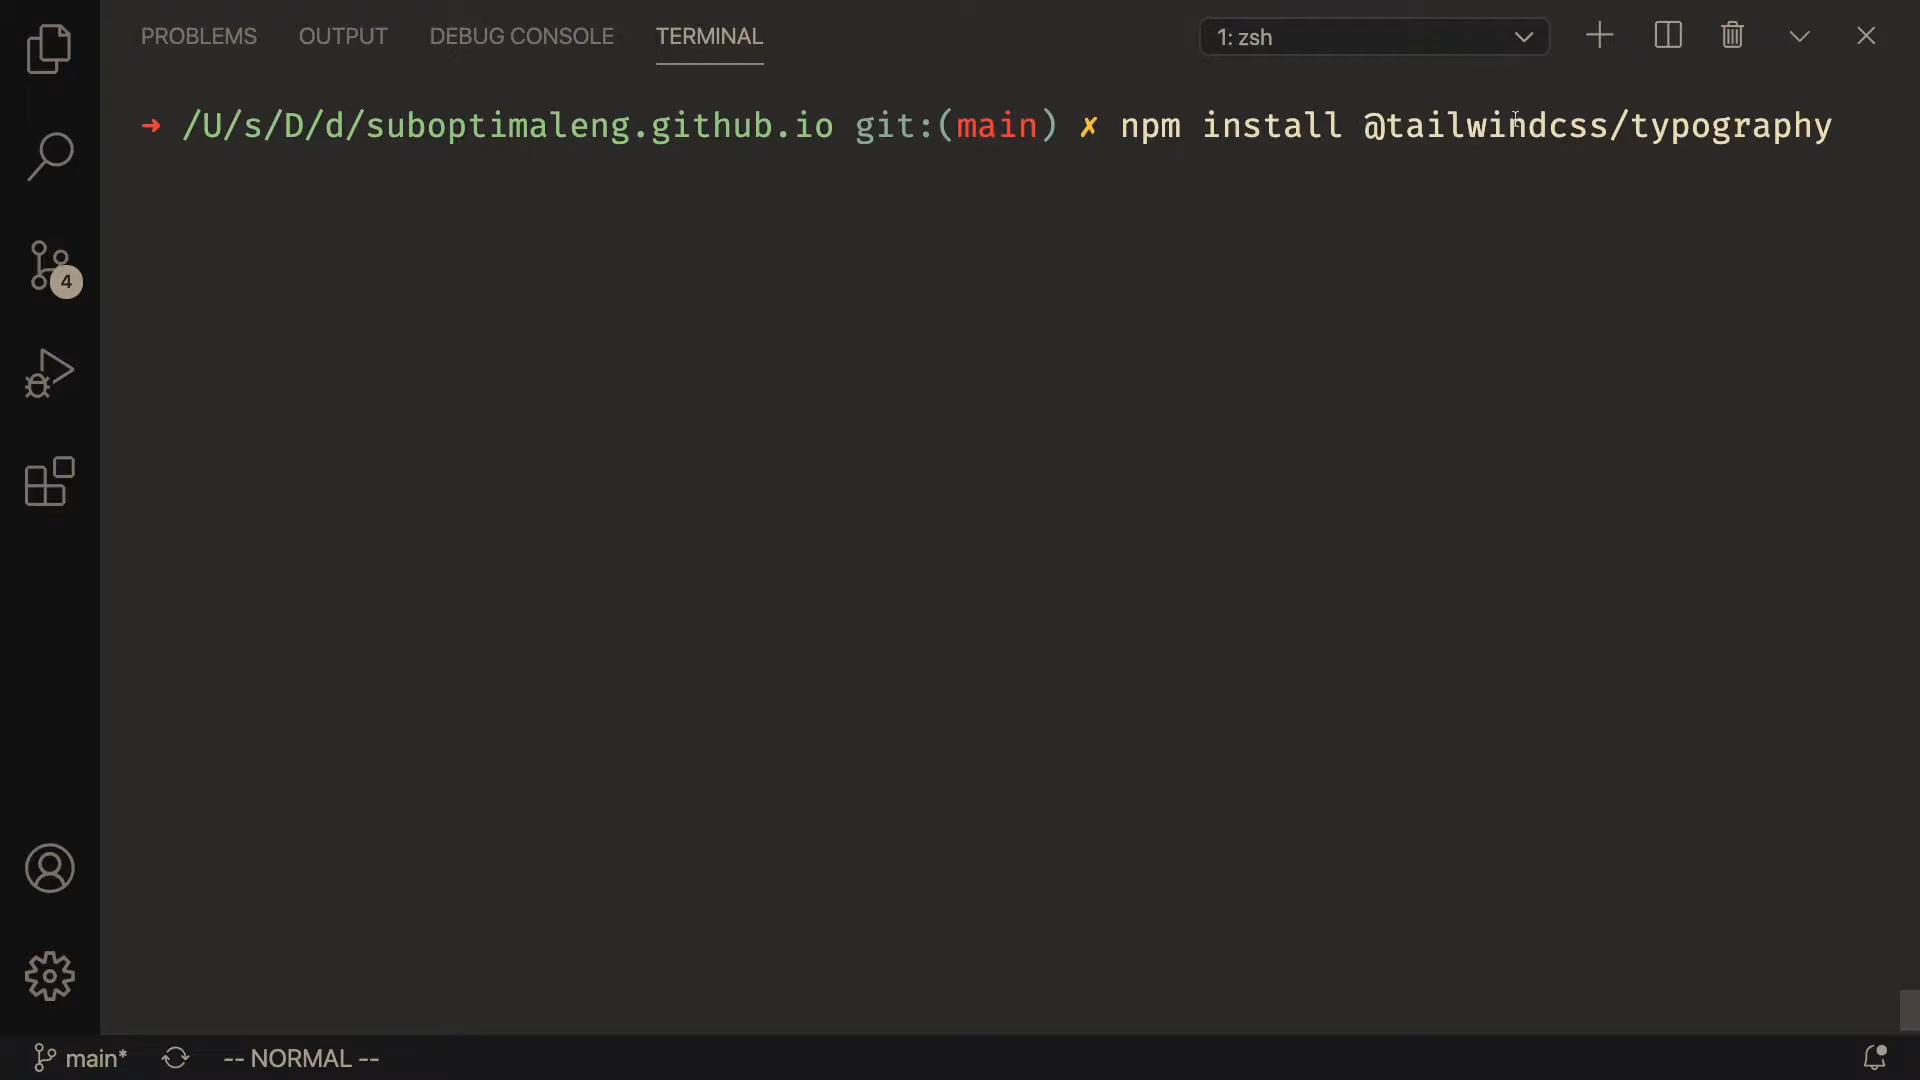 PROBLEMS OUTPUT DEBUG CONSOLE TERMINAL 1: zsh
➜ /U/s/D/d/suboptimaleng.github.io git:(main) ✗ npm install @tailwindcss/typography
4
main* -- NORMAL --